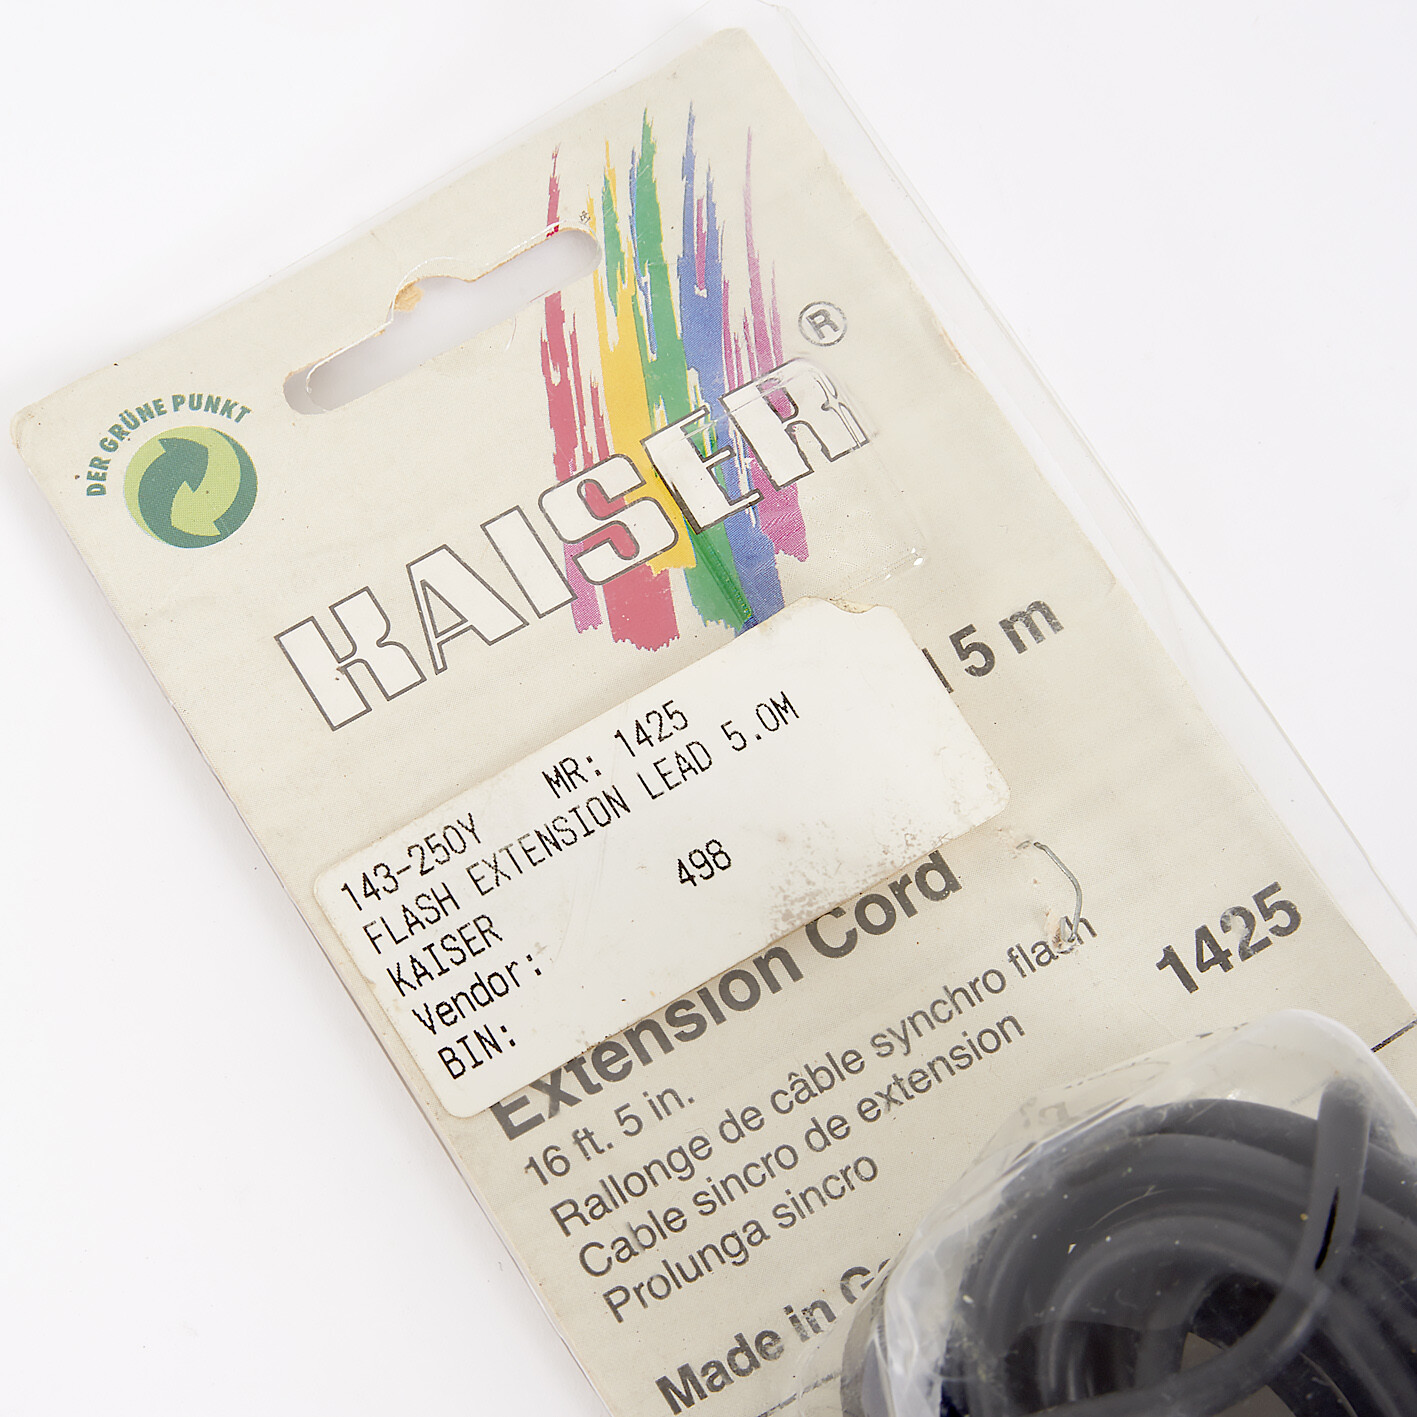 DER GRÜNE PUNKT
KAISER®
5 m
143-250Y MR: 1425
FLASH EXTENSION LEAD 5.0M
KAISER
Vendor: 498
BIN:
Extension Cord
16 ft. 5 in.
1425
Rallonge de câble synchro flash
Cable sincro de extension
Prolunga sincro
Made in